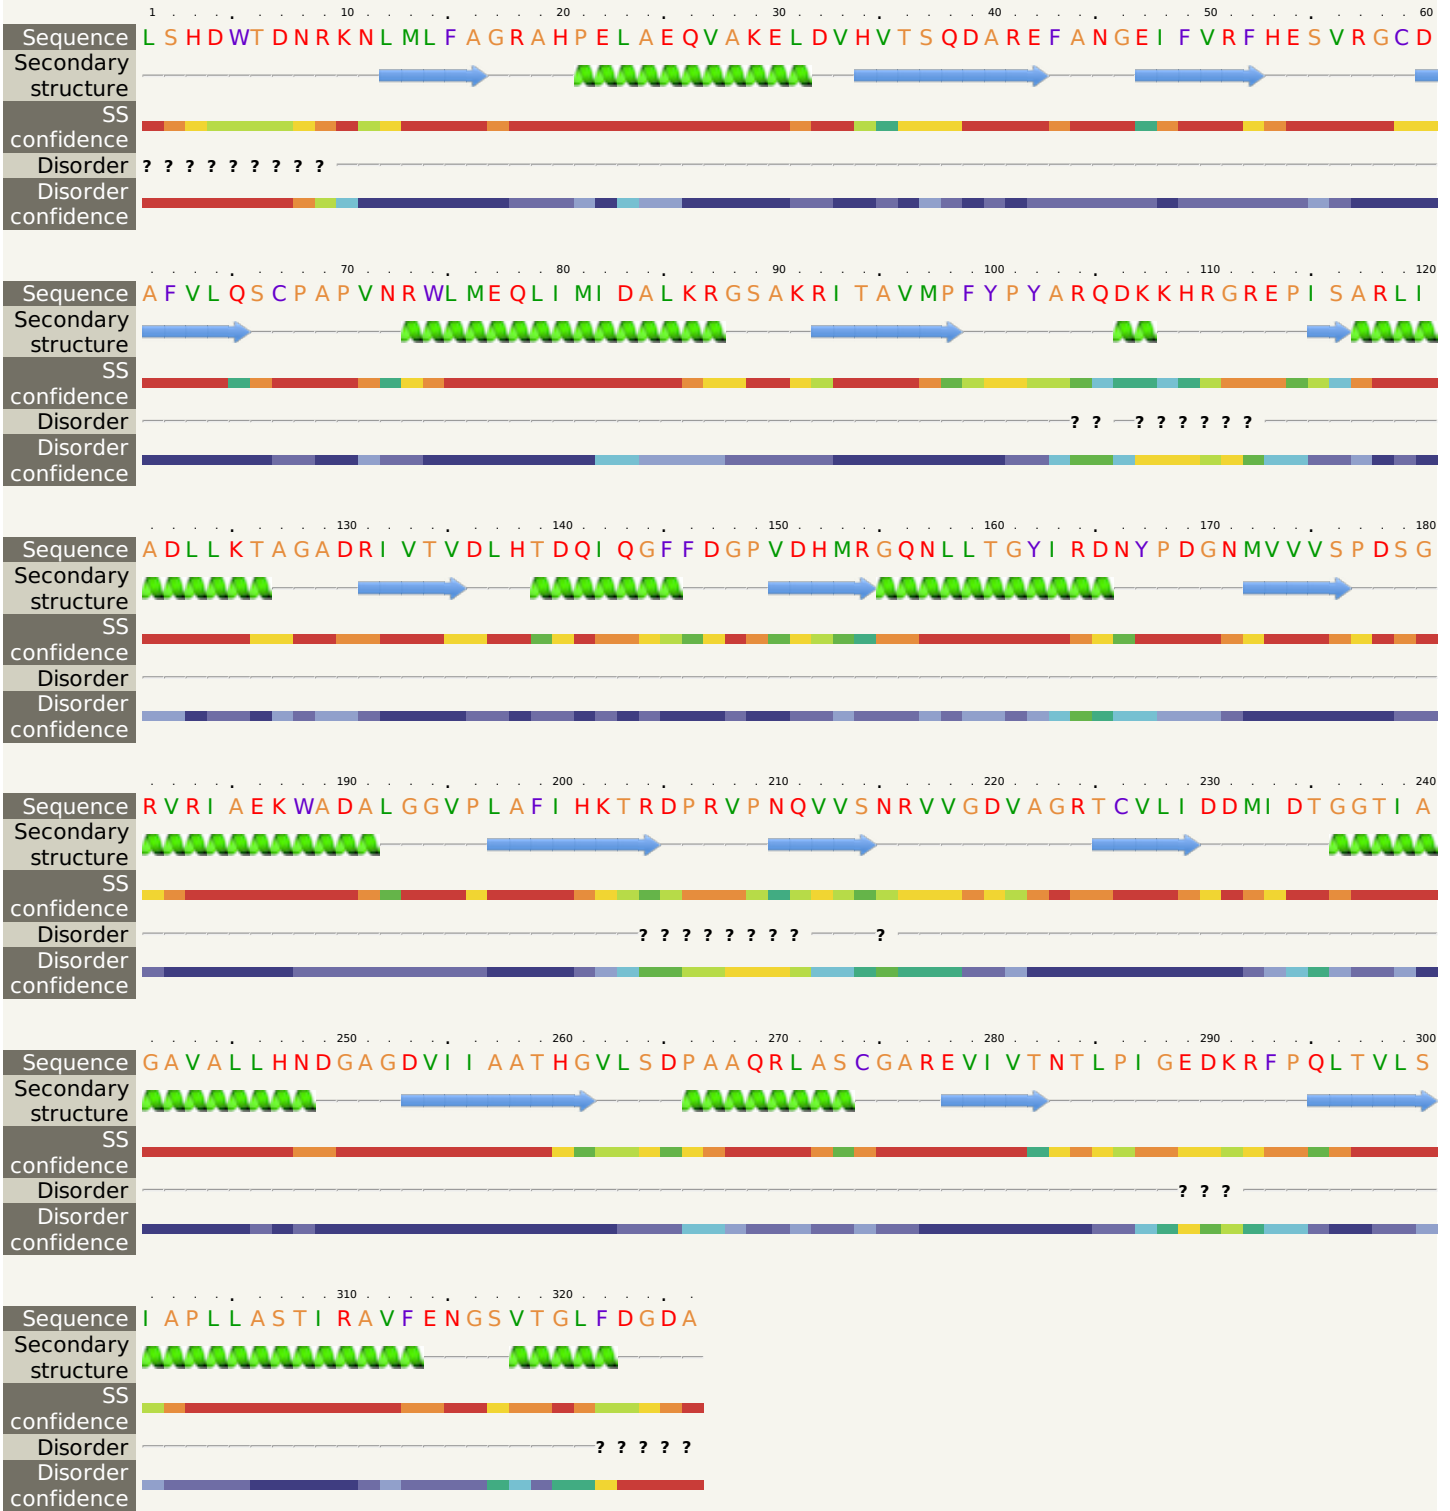 1 . . . . . . . . 10 . . . . . . . . . 20 . . . . . . . . . 30 . . . . . . . . . 40 . . . . . . . . . 50 . . . . . . . . . 60
Sequence L S H D W T D N R K N L M L F A G R A H P E L A E Q V A K E L D V H V T S Q D A R E F A N G E I F V R F H E S V R G C D
Secondary
structure
SS
confidence
Disorder ? ? ? ? ? ? ? ? ?
Disorder
confidence
. . . . . . . . . 70 . . . . . . . . . 80 . . . . . . . . . 90 . . . . . . . . . 100 . . . . . . . . . 110 . . . . . . . . . 120
Sequence A F V L Q S C P A P V N R W L M E Q L I M I D A L K R G S A K R I T A V M P F Y P Y A R Q D K K H R G R E P I S A R L I
Secondary
structure
SS
confidence
Disorder ? ? ? ? ? ? ? ?
Disorder
confidence
. . . . . . . . . 130 . . . . . . . . . 140 . . . . . . . . . 150 . . . . . . . . . 160 . . . . . . . . . 170 . . . . . . . . . 180
Sequence A D L L K T A G A D R I V T V D L H T D Q I Q G F F D G P V D H M R G Q N L L T G Y I R D N Y P D G N M V V V S P D S G
Secondary
structure
SS
confidence
Disorder
Disorder
confidence
. . . . . . . . . 190 . . . . . . . . . 200 . . . . . . . . . 210 . . . . . . . . . 220 . . . . . . . . . 230 . . . . . . . . . 240
Sequence R V R I A E K W A D A L G G V P L A F I H K T R D P R V P N Q V V S N R V V G D V A G R T C V L I D D M I D T G G T I A
Secondary
structure
SS
confidence
Disorder ? ? ? ? ? ? ? ? ?
Disorder
confidence
. . . . . . . . . 250 . . . . . . . . . 260 . . . . . . . . . 270 . . . . . . . . . 280 . . . . . . . . . 290 . . . . . . . . . 300
Sequence G A V A L L H N D G A G D V I I A A T H G V L S D P A A Q R L A S C G A R E V I V T N T L P I G E D K R F P Q L T V L S
Secondary
structure
SS
confidence
Disorder ? ? ?
Disorder
confidence
. . . . . . . . . 310 . . . . . . . . . 320 . . . . . .
Sequence I A P L L A S T I R A V F E N G S V T G L F D G D A
Secondary
structure
SS
confidence
Disorder ? ? ? ? ?
Disorder
confidence